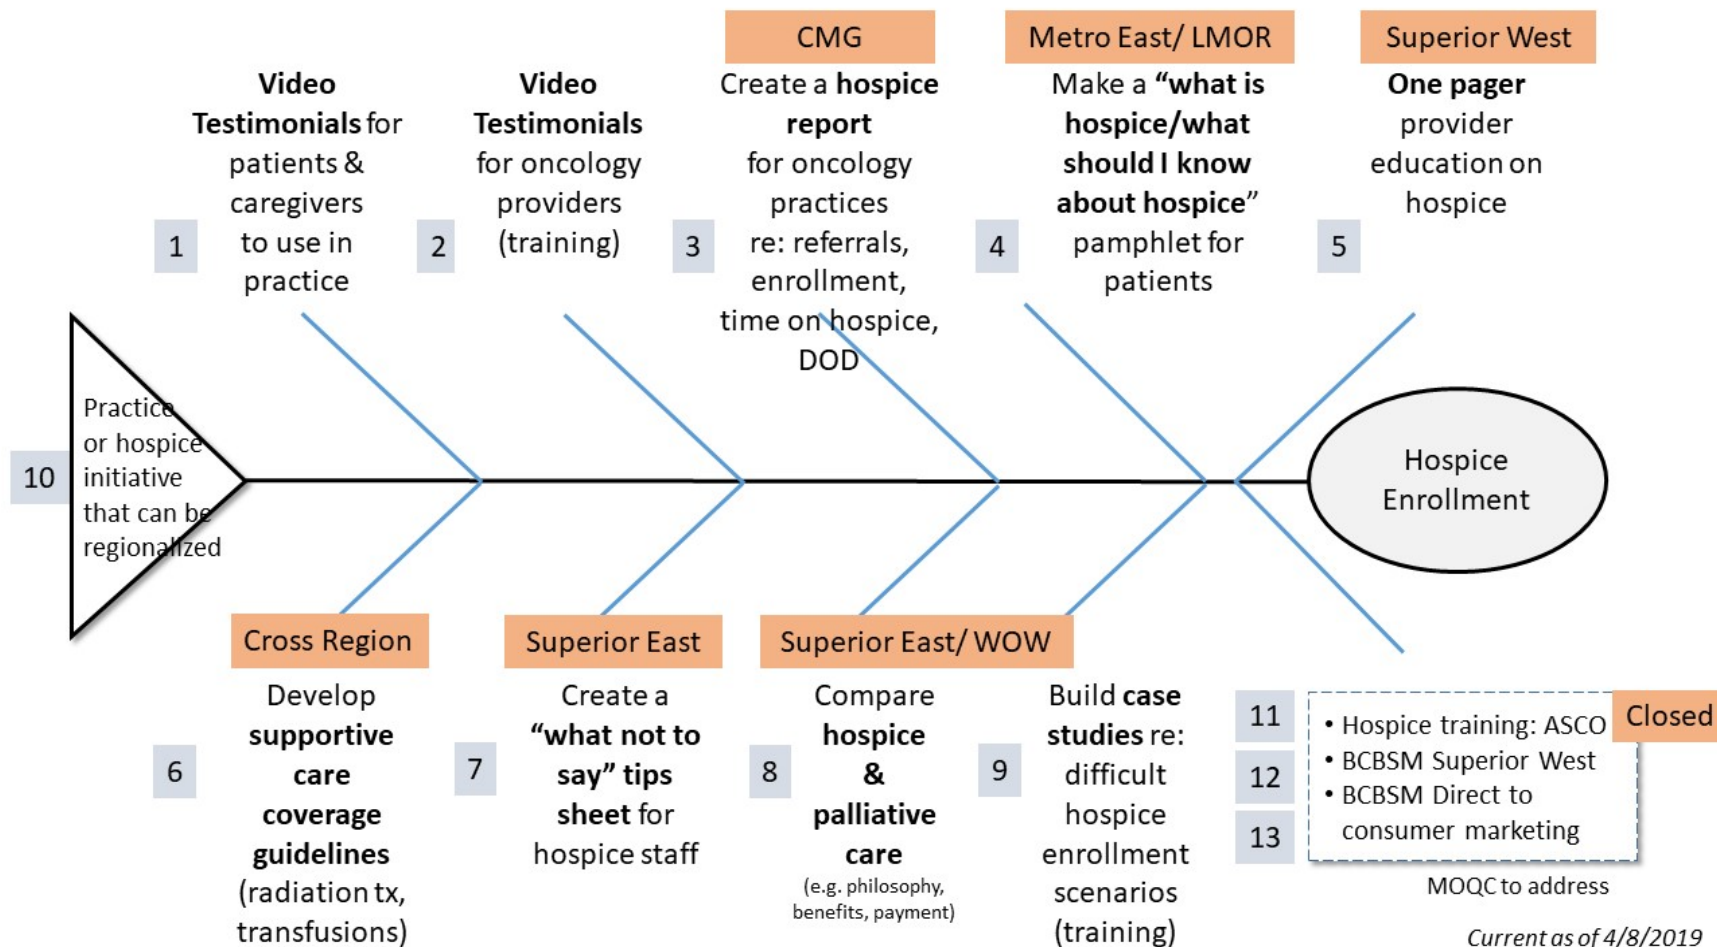 CMG
Metro East/ LMOR
Superior West
Video
Testimonials for
patients &
caregivers
to use in
practice
1
Video
Testimonials
for oncology
providers
(training)
2
Create a hospice
report
for oncology
practices
re: referrals,
enrollment,
time on hospice,
DOD
3
Make a “what is
hospice/what
should I know
about hospice”
pamphlet for
patients
4
One pager
provider
education on
hospice
5
10
Practice
or hospice
initiative
that can be
regionalized
Hospice
Enrollment
Cross Region
Develop
supportive
care
coverage
guidelines
(radiation tx,
transfusions)
6
Superior East
Create a
“what not to
say” tips
sheet for
hospice staff
7
Superior East/ WOW
Compare
hospice
&
palliative
care
(e.g. philosophy,
benefits, payment)
8
Build case
studies re:
difficult
hospice
enrollment
scenarios
(training)
9
11
12
13
• Hospice training: ASCO
• BCBSM Superior West
• BCBSM Direct to
consumer marketing
Closed
MOQC to address
Current as of 4/8/2019